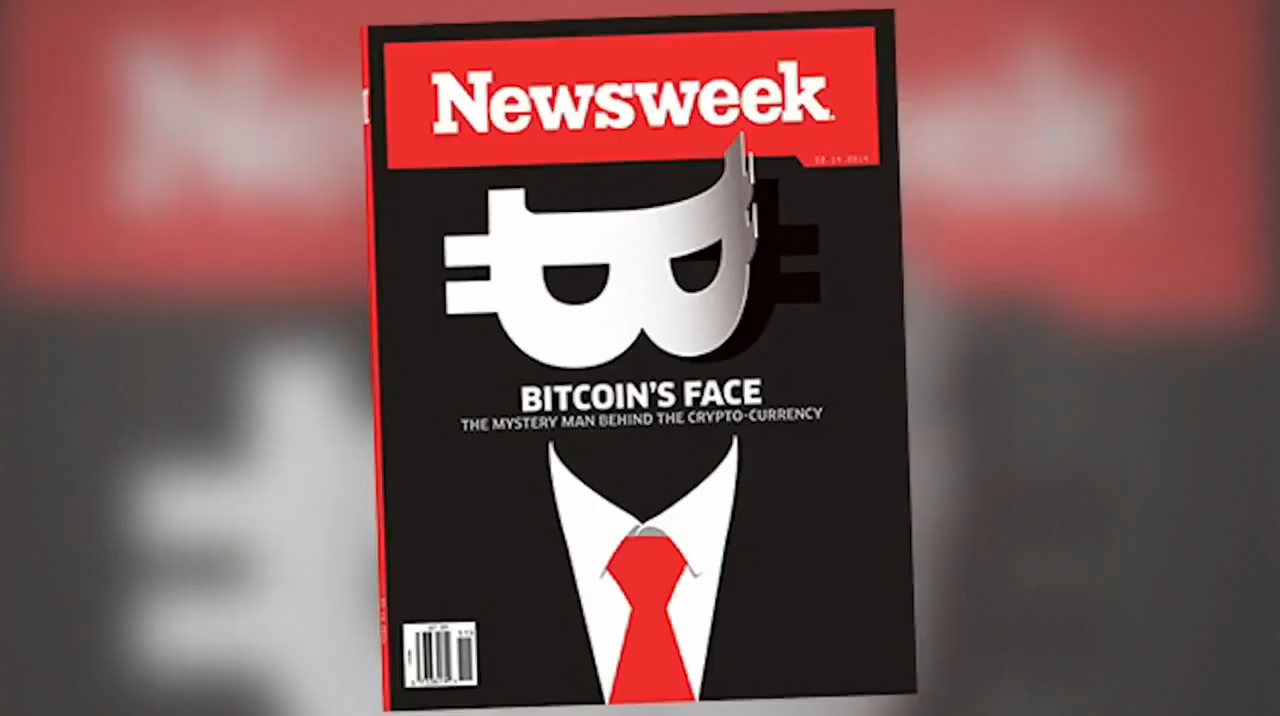 Newsweek
BITCOIN'S FACE
THE MYSTERY MAN BEHIND THE CRYPTO-CURRENCY